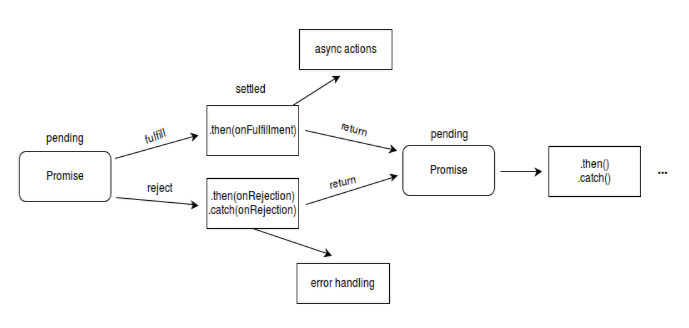 async actions
settled
pending
fulfill
.then(onFulfillment)
return
pending
Promise
reject
.then(onRejection)
.catch(onRejection)
return
Promise
.then()
.catch()
...
error handling